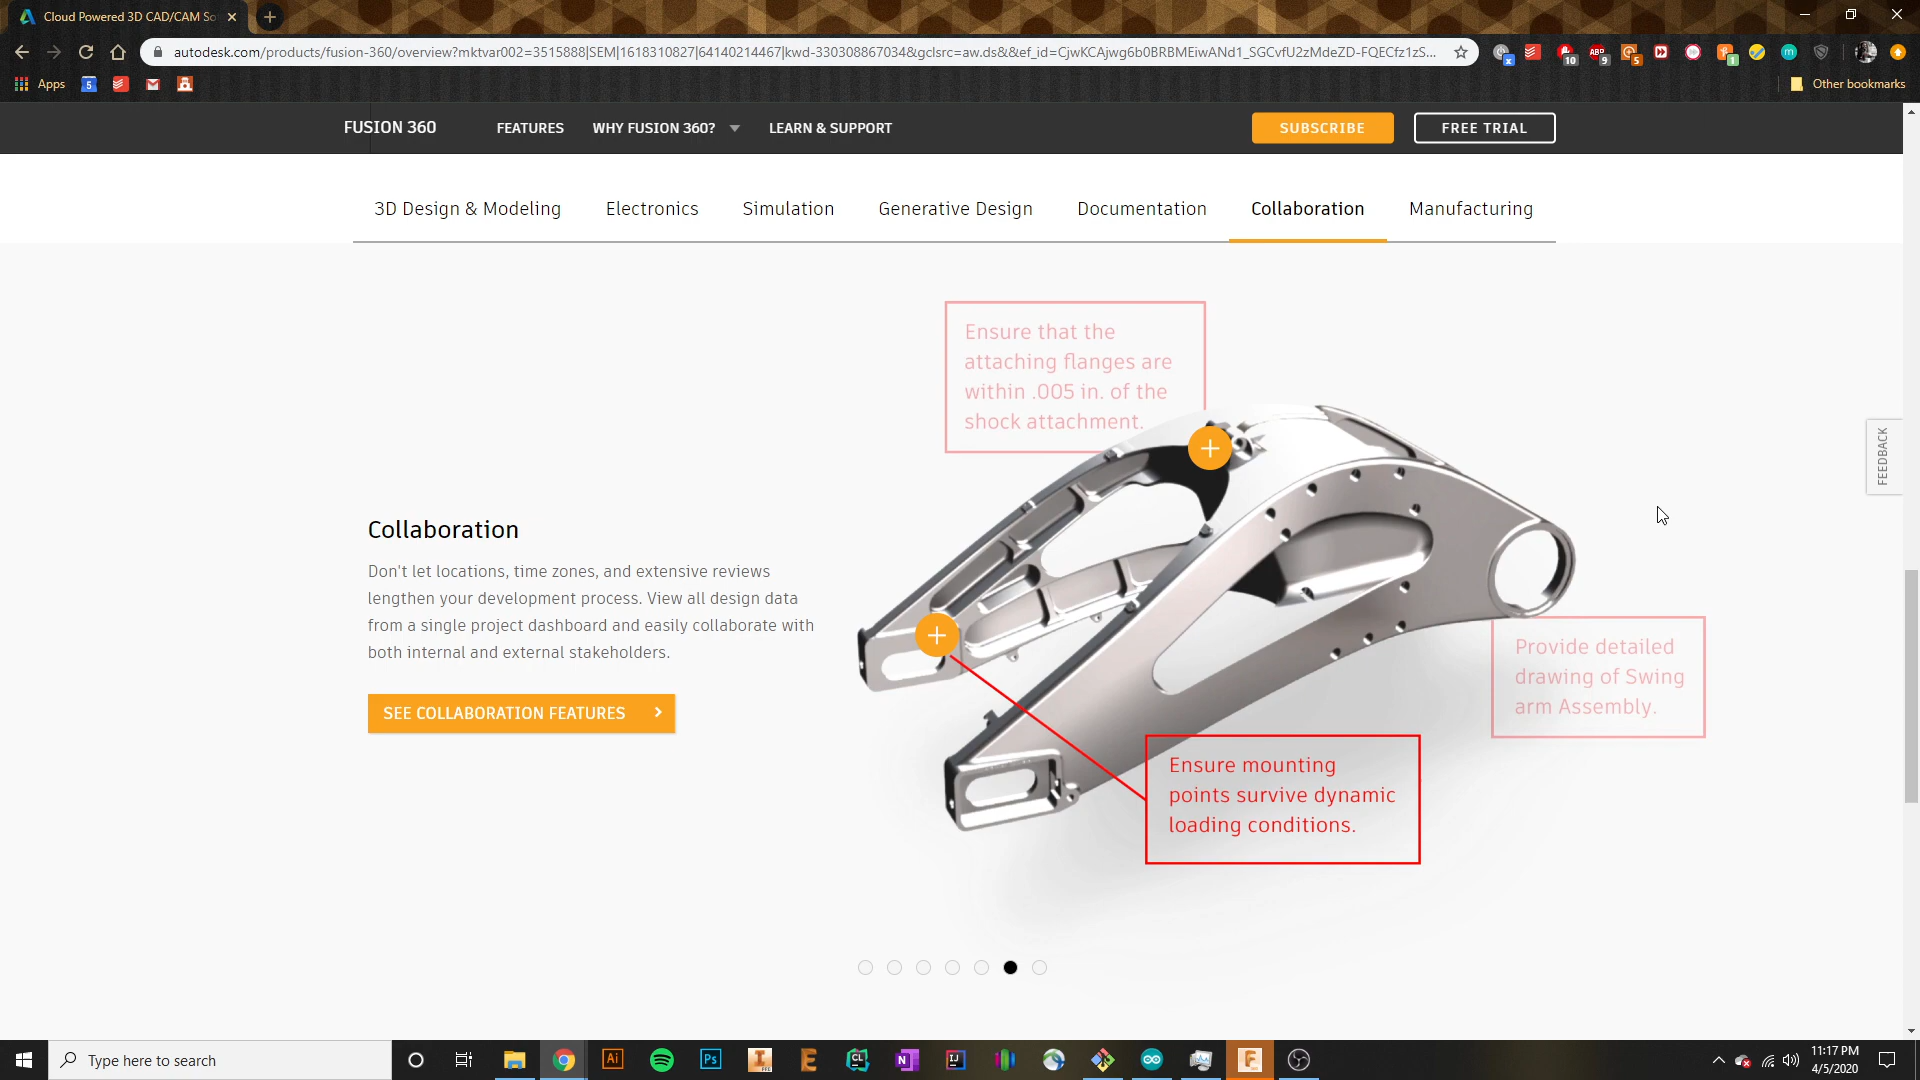 Cloud Powered 3D CAD/CAM So
autodesk.com/products/fusion-360/overview?mktvar002=3515888|SEM|1618310827|64140214467|kwd-330308867034&gclsrc=aw.ds&&ef_id=CjwKCAjwg6b0BRBMEiwANd1_SGCvfU2zMdeZD-FQECfz1zS...
Apps
Other bookmarks
FUSION 360
FEATURES
WHY FUSION 360?
LEARN & SUPPORT
SUBSCRIBE
FREE TRIAL
3D Design & Modeling
Electronics
Simulation
Generative Design
Documentation
Collaboration
Manufacturing
Ensure that the
attaching flanges are
within .005 in. of the
shock attachment.
FEEDBACK
Collaboration
Don't let locations, time zones, and extensive reviews
lengthen your development process. View all design data
from a single project dashboard and easily collaborate with
both internal and external stakeholders.
SEE COLLABORATION FEATURES
Provide detailed
drawing of Swing
arm Assembly.
Ensure mounting
points survive dynamic
loading conditions.
Type here to search
11:17 PM
4/5/2020